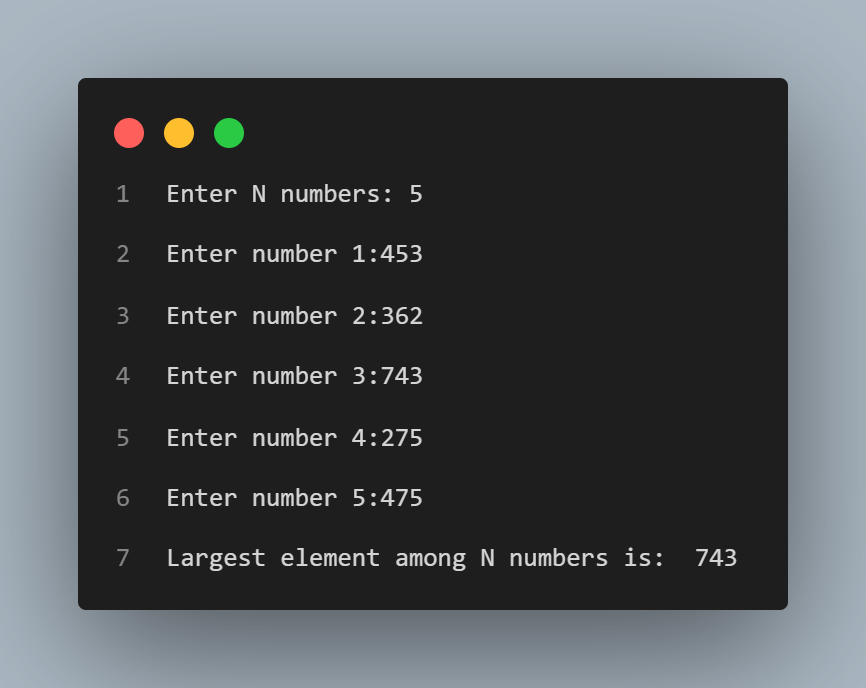 1 Enter N numbers: 5
2 Enter number 1:453
3 Enter number 2:362
4 Enter number 3:743
5 Enter number 4:275
6 Enter number 5:475
7 Largest element among N numbers is:  743